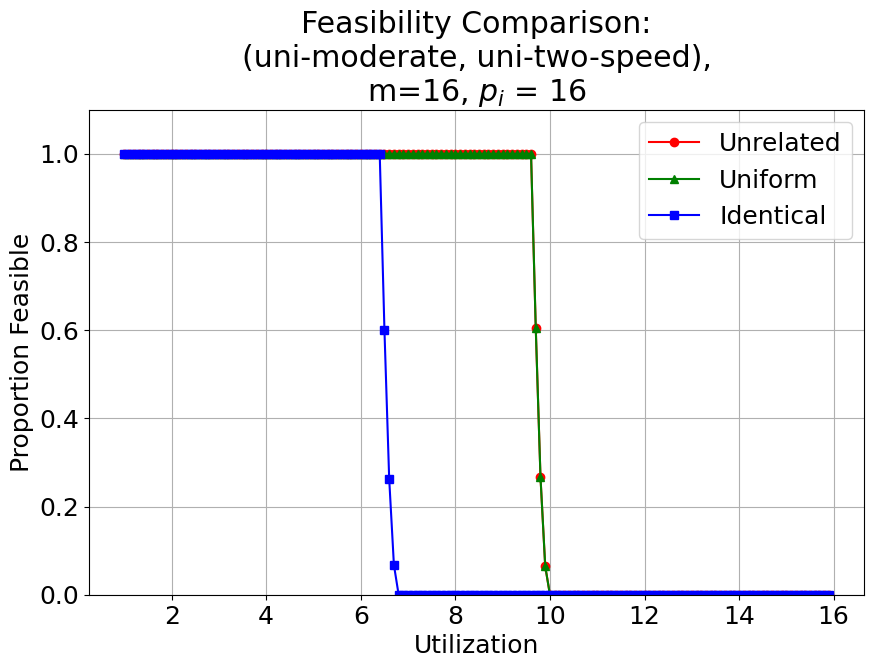 Feasibility Comparison:
(uni-moderate, uni-two-speed),
m=16, $p_i$ = 16
Unrelated
Uniform
Identical
Proportion Feasible
1.0
0.8
0.6
0.4
0.2
0.0
2 4 6 8 10 12 14 16
Utilization